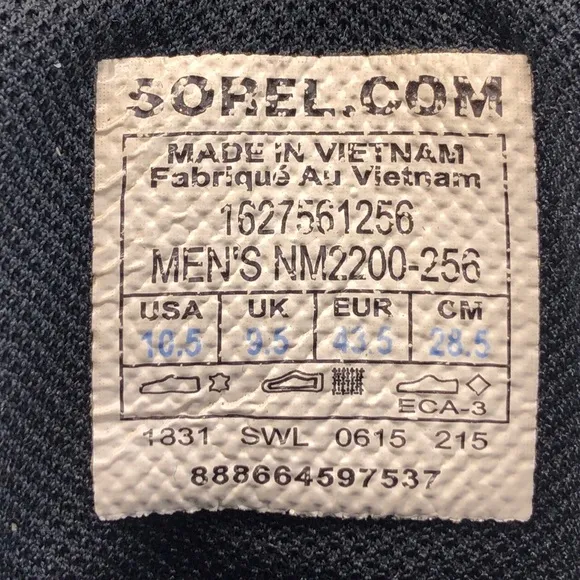 SOREL.COM
MADE IN VIETNAM
Fabriqué Au Vietnam
1627561256
MEN'S NM2200-256
USA UK EUR CM
10.5 9.5 43.5 28.5
ECA-3
1831 SWL 0615 215
888664597537